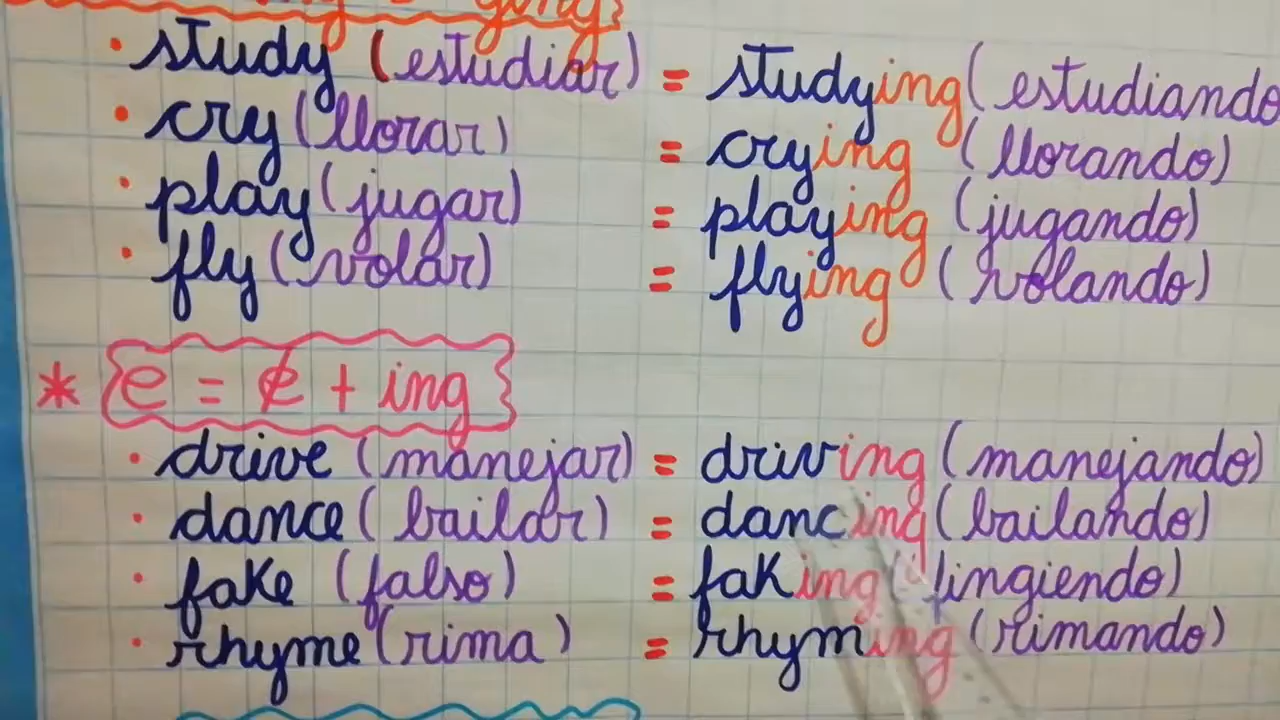 • study (estudiar) = studying (estudiando
• cry (llorar) = crying (llorando)
• play (jugar) = playing (jugando)
• fly (volar) = flying (volando)
* { e = e̸ + ing }
• drive (manejar) = driving (manejando)
• dance (bailar) = dancing (bailando)
• fake (falso) = faking (fingiendo)
• rhyme (rima) = rhyming (rimando)